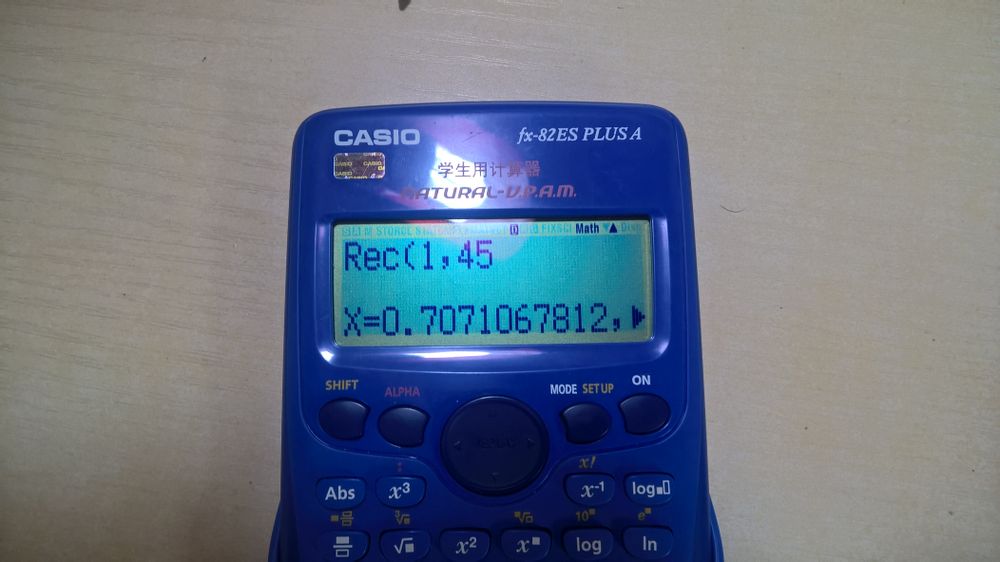 CASIO fx-82ES PLUS A
学生用计算器
NATURAL-V.P.A.M.
Math ▲
Rec(1,45
X=0.7071067812,▶
SHIFT ALPHA MODE SETUP ON
x!
Abs x³ x⁻¹ log
10 e
x² log ln